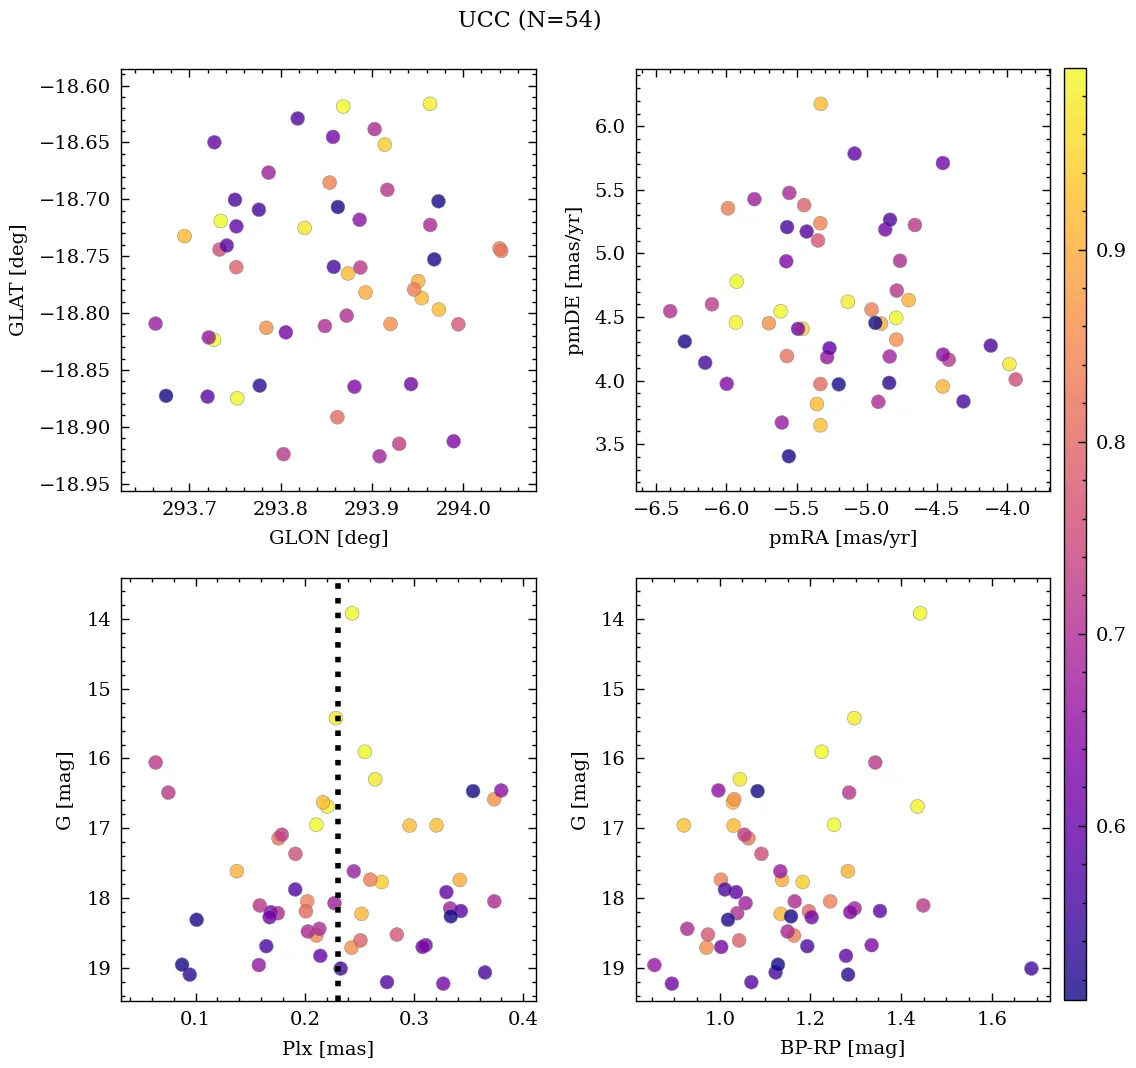 UCC (N=54)
−18.60
−18.65
−18.70
−18.75
−18.80
−18.85
−18.90
−18.95
GLAT [deg]
293.7 293.8 293.9 294.0
GLON [deg]
6.0
5.5
5.0
4.5
4.0
3.5
pmDE [mas/yr]
−6.5 −6.0 −5.5 −5.0 −4.5 −4.0
pmRA [mas/yr]
14
15
16
17
18
19
G [mag]
0.1 0.2 0.3 0.4
Plx [mas]
14
15
16
17
18
19
G [mag]
1.0 1.2 1.4 1.6
BP-RP [mag]
0.9
0.8
0.7
0.6